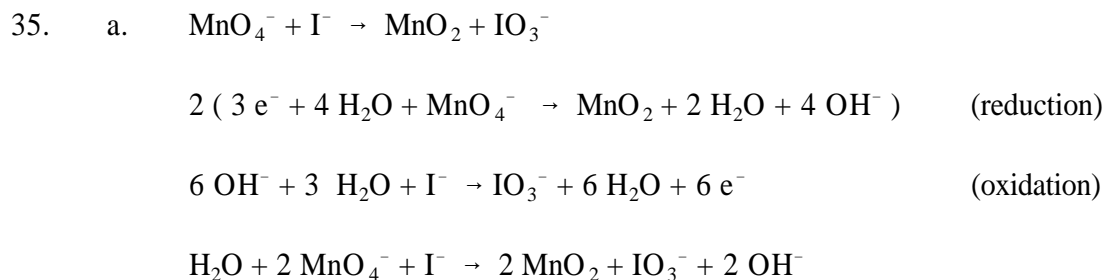 35. a. MnO₄⁻ + I⁻ → MnO₂ + IO₃⁻
2 ( 3 e⁻ + 4 H₂O + MnO₄⁻ → MnO₂ + 2 H₂O + 4 OH⁻ ) (reduction)
6 OH⁻ + 3 H₂O + I⁻ → IO₃⁻ + 6 H₂O + 6 e⁻ (oxidation)
H₂O + 2 MnO₄⁻ + I⁻ → 2 MnO₂ + IO₃⁻ + 2 OH⁻